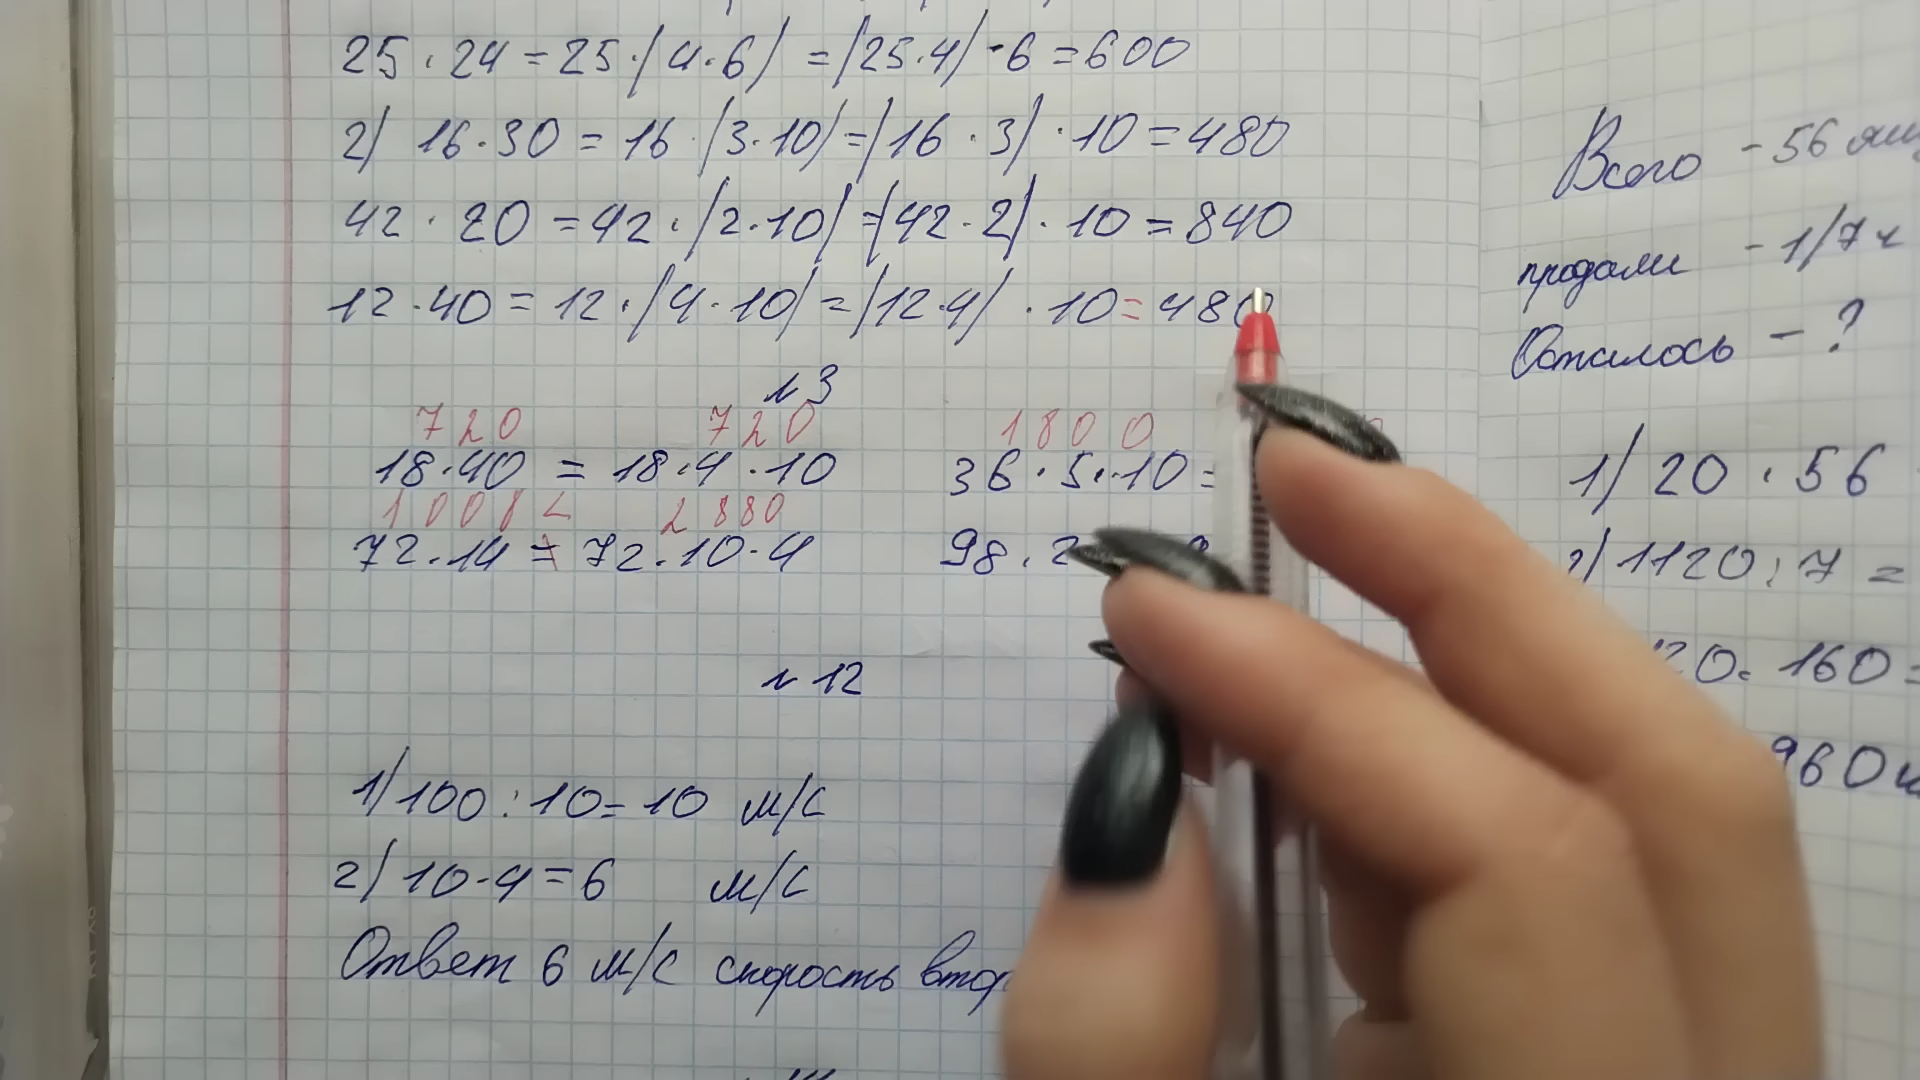 25 · 24 = 25 · (4 · 6) = (25 · 4) · 6 = 600
2) 16 · 30 = 16 · (3 · 10) = (16 · 3) · 10 = 480
42 · 20 = 42 · (2 · 10) = (42 · 2) · 10 = 840
12 · 40 = 12 · (4 · 10) = (12 · 4) · 10 = 480
№3
720 720 1800
18 · 40 = 18 · 4 · 10 36 · 5 · 10 =
1008 < 2880
72 · 14 = 72 · 10 · 4 98 · 2
№12
1) 100 : 10 = 10 м/с
2) 10 - 4 = 6 м/с
Ответ 6 м/с скорость втор
Всего - 56 ящ
продали - 1/7 ч
Осталось - ?
1) 20 · 56
2) 1120 : 7 =
20 · 160 =
960